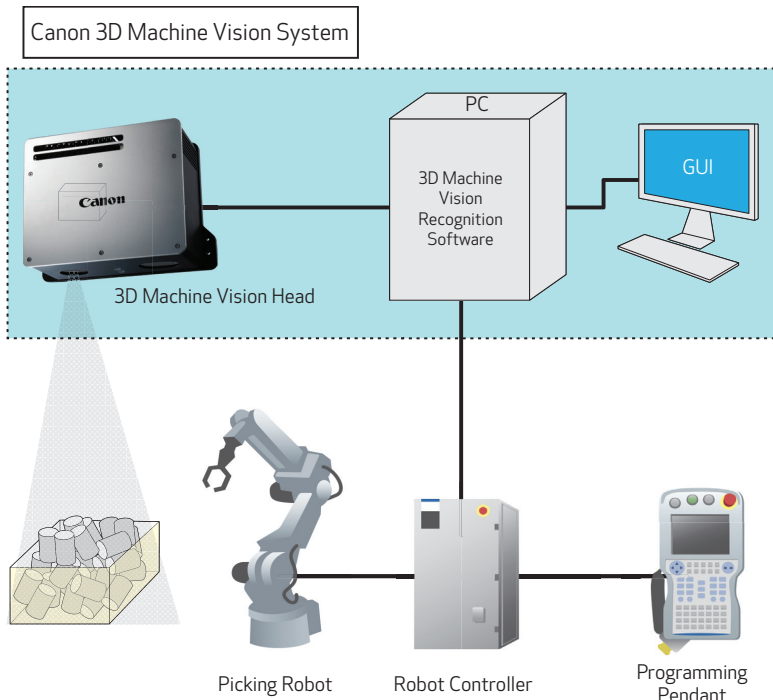 Canon 3D Machine Vision System
PC
3D Machine
Vision
Recognition
Software
GUI
Canon
3D Machine Vision Head
Picking Robot
Robot Controller
Programming
Pendant